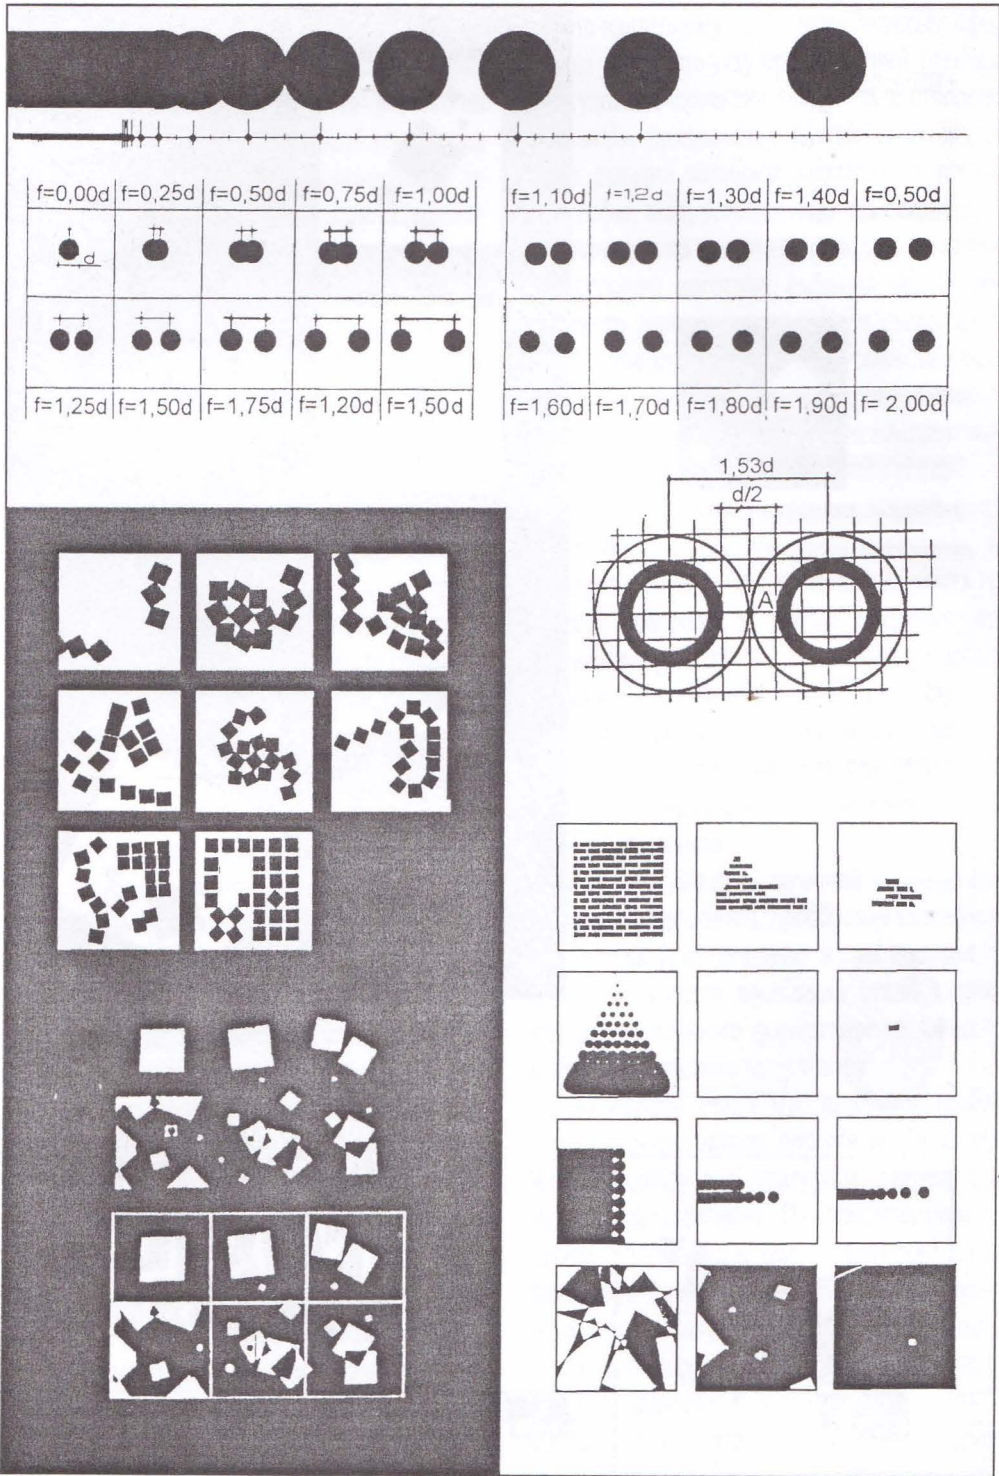 f=0,00d f=0,25d f=0,50d f=0,75d f=1,00d
f=1,10d f=1,2d f=1,30d f=1,40d f=0,50d
d
f=1,25d f=1,50d f=1,75d f=1,20d f=1,50d
f=1,60d f=1,70d f=1,80d f=1,90d f= 2,00d
1,53d
d/2
A